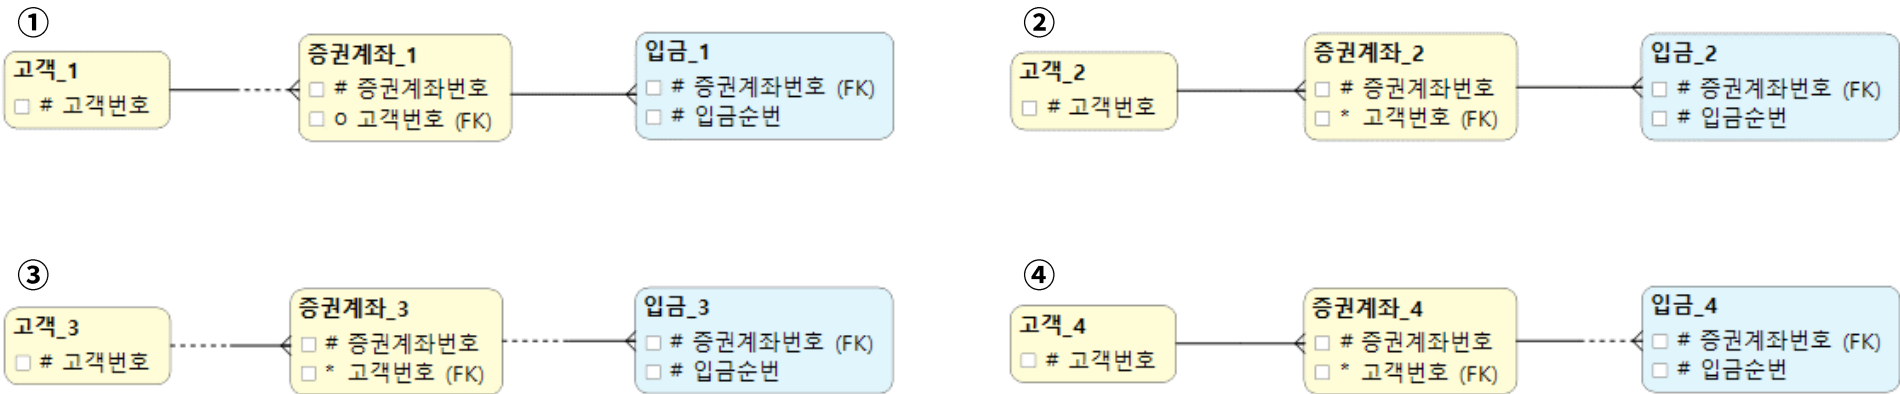 ①
고객_1
# 고객번호
증권계좌_1
# 증권계좌번호
o 고객번호 (FK)
입금_1
# 증권계좌번호 (FK)
# 입금순번
②
고객_2
# 고객번호
증권계좌_2
# 증권계좌번호
* 고객번호 (FK)
입금_2
# 증권계좌번호 (FK)
# 입금순번
③
고객_3
# 고객번호
증권계좌_3
# 증권계좌번호
* 고객번호 (FK)
입금_3
# 증권계좌번호 (FK)
# 입금순번
④
고객_4
# 고객번호
증권계좌_4
# 증권계좌번호
* 고객번호 (FK)
입금_4
# 증권계좌번호 (FK)
# 입금순번